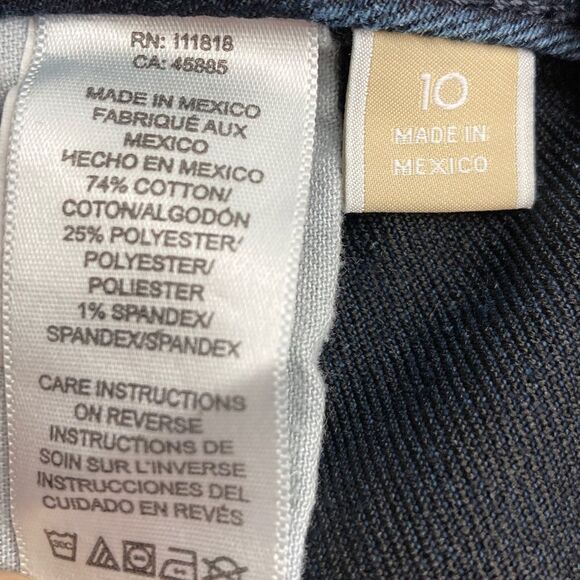 RN: 111818
CA: 45885
MADE IN MEXICO
FABRIQUÉ AUX
MEXICO
HECHO EN MEXICO
74% COTTON/
COTON/ALGODÓN
25% POLYESTER/
POLYESTER/
POLIESTER
1% SPANDEX/
SPANDEX/SPANDEX
CARE INSTRUCTIONS
ON REVERSE
INSTRUCTIONS DE
SOIN SUR L'INVERSE
INSTRUCCIONES DEL
CUIDADO EN REVÉS
10
MADE IN
MEXICO